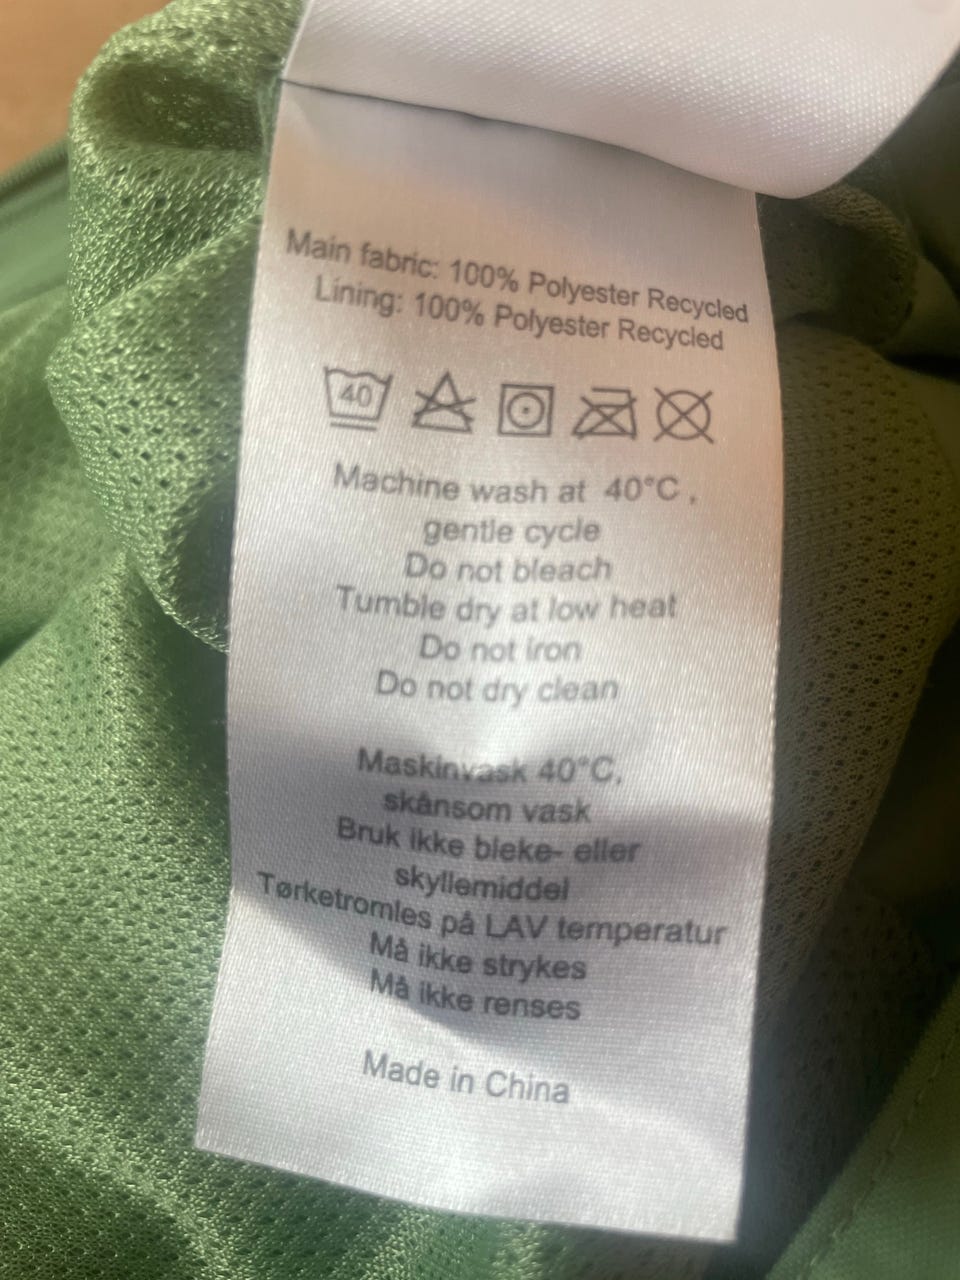 Main fabric: 100% Polyester Recycled
Lining: 100% Polyester Recycled
40
Machine wash at 40°C,
gentle cycle
Do not bleach
Tumble dry at low heat
Do not iron
Do not dry clean
Maskinvask 40°C,
skånsom vask
Bruk ikke bleke- eller
skyllemiddel
Tørketromles på LAV temperatur
Må ikke strykes
Må ikke renses
Made in China